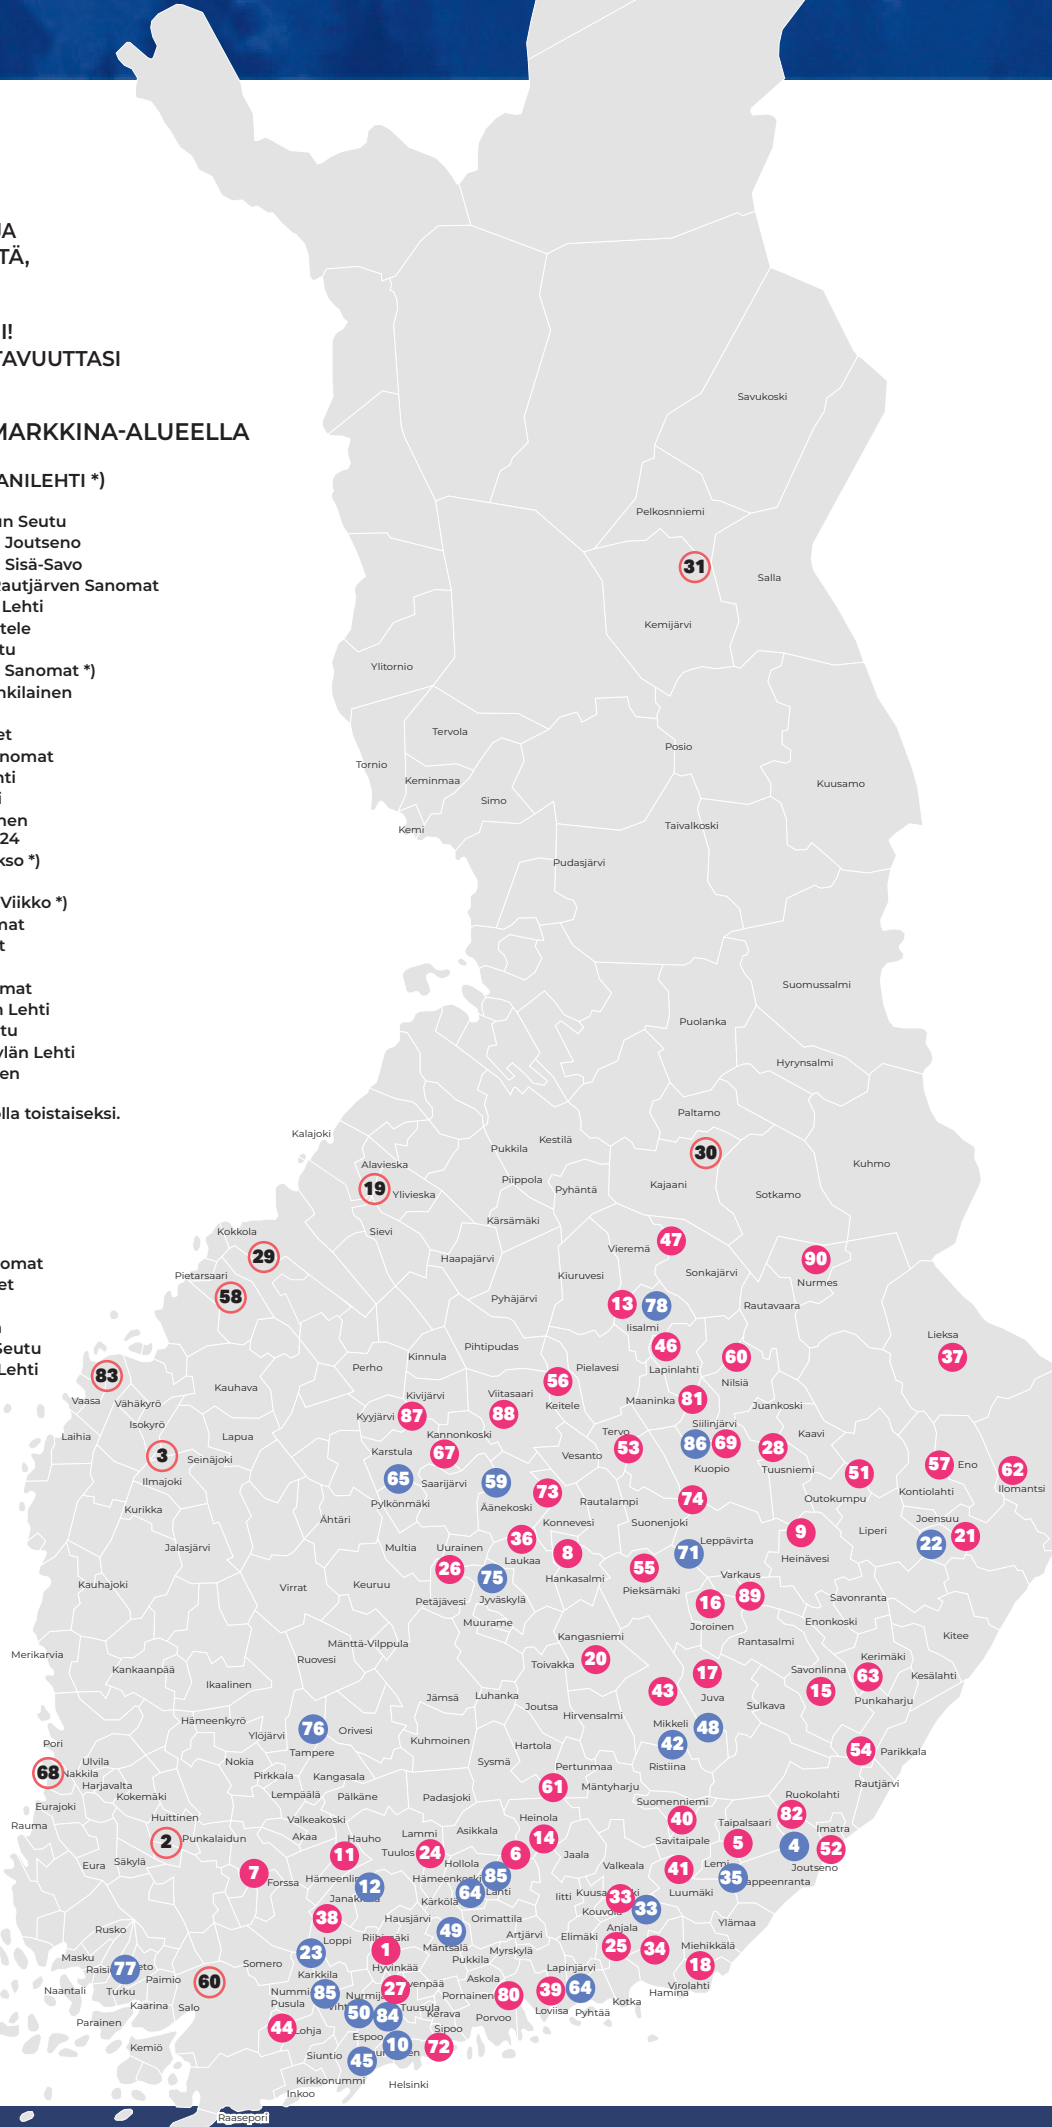 JA
TÄ,
I!
TAVUUTTASI
MARKKINA-ALUEELLA
ANILEHTI *)
un Seutu
Joutseno
Sisä-Savo
Rautjärven Sanomat
Lehti
tele
tu
Sanomat *)
nkilainen
et
nomat
hti
i
nen
24
kso *)
Viikko *)
mat
t
mat
n Lehti
tu
ylän Lehti
en
olla toistaiseksi.
omat
et
Seutu
Lehti
Savukoski
Pelkosnniemi
31
Salla
Kemijärvi
Ylitornio
Tervola
Posio
Tornio
Keminmaa
Kuusamo
Simo
Kemi
Taivalkoski
Pudasjärvi
Suomussalmi
Puolanka
Hyrynsalmi
Paltamo
Kalajoki
Kestilä
Pukkila
30
Alavieska
Kuhmo
19
Ylivieska
Piippola
Pyhäntä
Kajaani
Sotkamo
Kokkola
Sievi
Kärsämäki
47
29
Haapajärvi
Vieremä
90
Pietarsaari
Kiuruvesi
Sonkajärvi
Nurmes
58
Pyhäjärvi
13
78
Rautavaara
Iisalmi
Lieksa
Pihtipudas
46
60
37
83
Perho
Kinnula
Pielavesi
Lapinlahti
Nilsiä
Kauhava
56
Vaasa
Vähäkyrö
Kivijärvi
Viitasaari
Keitele
Maaninka
81
Juankoski
Kyyjärvi
87
88
Isokyrö
Siilinjärvi
Laihia
Lapua
Kannonkoski
Tervo
Kaavi
3
Seinäjoki
Karstula
67
Vesanto
53
86
69
28
Ilmajoki
65
Saarijärvi
59
Kuopio
Tuusniemi
51
57
Eno
62
Kurikka
Pylkönmäki
Äänekoski
73
Rautalampi
74
Outokumpu
Kontiolahti
Ilomantsi
Ähtäri
Konnevesi
Suonenjoki
Joensuu
Jalasjärvi
Multia
Uurainen
36
Leppävirta
9
Liperi
22
21
Laukaa
8
71
Heinävesi
Kauhajoki
Virrat
Keuruu
26
75
Hankasalmi
55
Varkaus
Petäjävesi
Jyväskylä
Pieksämäki
16
89
Savonranta
Muurame
Joroinen
Enonkoski
Merikarvia
Mänttä-Vilppula
Kangasniemi
Rantasalmi
Kitee
Kankaanpää
Ruovesi
Toivakka
20
17
Savonlinna
Kerimäki
Ikaalinen
43
15
63
Kesälahti
Jämsä
Luhanka
Joutsa
Juva
Sulkava
Punkaharju
Hämeenkyrö
Hirvensalmi
Mikkeli
48
Ylöjärvi
76
Orivesi
Kuhmoinen
Hartola
42
54
Parikkala
Pori
Tampere
Sysmä
Pertunmaa
Ristiina
Ulvila
Nokia
68
Nakkila
Pirkkala
Kangasala
61
Mäntyharju
Rautjärvi
Harjavalta
Kokemäki
Lempäälä
Pälkäne
Padasjoki
Suomenniemi
Ruokolahti
Eurajoki
Huittinen
Valkeakoski
Heinola
40
Taipalsaari
82
Rauma
2
Punkalaidun
Akaa
Hauho
Lammi
Asikkala
14
Savitaipale
5
4
Imatra
52
Eura
Säkylä
11
Tuulos
24
Hollola
6
Jaala
Valkeala
41
Lemi
Joutseno
7
Forssa
12
85
Lahti
35
Janakkala
Kärkölä
64
Iitti
33
33
Luumäki
38
Hausjärvi
Orimattila
Kouvola
Ylämaa
Rusko
Loppi
49
Artjärvi
Elimäki
Anjala
Masku
23
1
Mäntsälä
Myrskylä
25
34
Miehikkälä
77
Somero
Karkkila
Hyvinkää
Pukkila
Lapinjärvi
18
Naantali
Paimio
60
85
27
Askola
39
64
Virolahti
Turku
Pusula
Pornainen
80
Hamina
Kaarina
Salo
50
84
Tuusula
Loviisa
Pyhtää
Kotka
Parainen
44
Lohja
Kerava
Porvoo
Espoo
Sipoo
Kemiö
Siuntio
45
10
72
Kirkkonummi
Helsinki
Inkoo
Raasepori